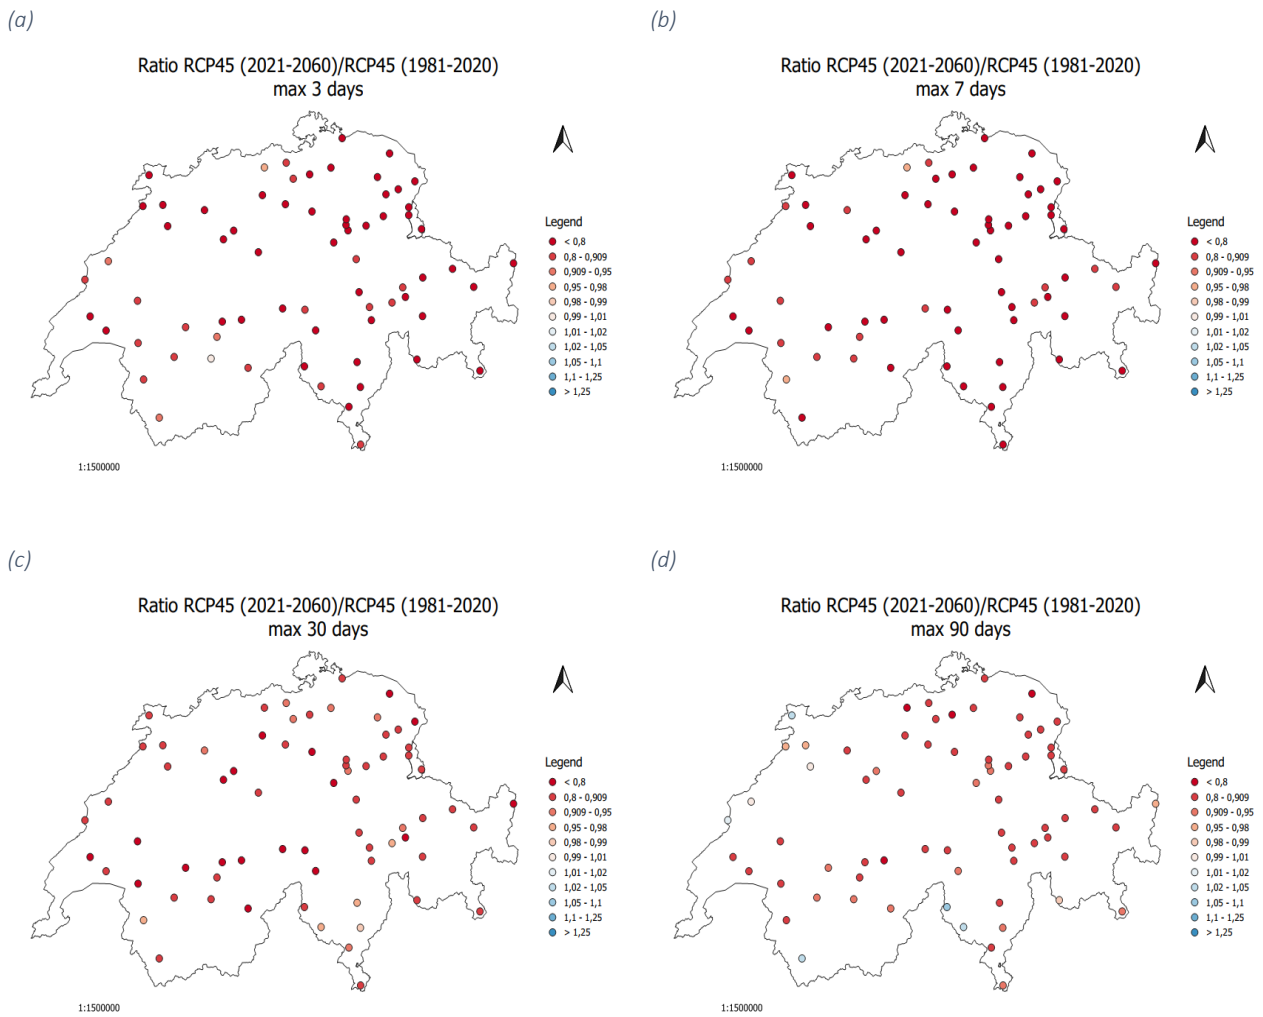 (a)
Ratio RCP45 (2021-2060)/RCP45 (1981-2020)
max 3 days
Legend
< 0,8
0,8 - 0,909
0,909 - 0,95
0,95 - 0,98
0,98 - 0,99
0,99 - 1,01
1,01 - 1,02
1,02 - 1,05
1,05 - 1,1
1,1 - 1,25
> 1,25
1:1500000
(b)
Ratio RCP45 (2021-2060)/RCP45 (1981-2020)
max 7 days
Legend
< 0,8
0,8 - 0,909
0,909 - 0,95
0,95 - 0,98
0,98 - 0,99
0,99 - 1,01
1,01 - 1,02
1,02 - 1,05
1,05 - 1,1
1,1 - 1,25
> 1,25
1:1500000
(c)
Ratio RCP45 (2021-2060)/RCP45 (1981-2020)
max 30 days
Legend
< 0,8
0,8 - 0,909
0,909 - 0,95
0,95 - 0,98
0,98 - 0,99
0,99 - 1,01
1,01 - 1,02
1,02 - 1,05
1,05 - 1,1
1,1 - 1,25
> 1,25
1:1500000
(d)
Ratio RCP45 (2021-2060)/RCP45 (1981-2020)
max 90 days
Legend
< 0,8
0,8 - 0,909
0,909 - 0,95
0,95 - 0,98
0,98 - 0,99
0,99 - 1,01
1,01 - 1,02
1,02 - 1,05
1,05 - 1,1
1,1 - 1,25
> 1,25
1:1500000